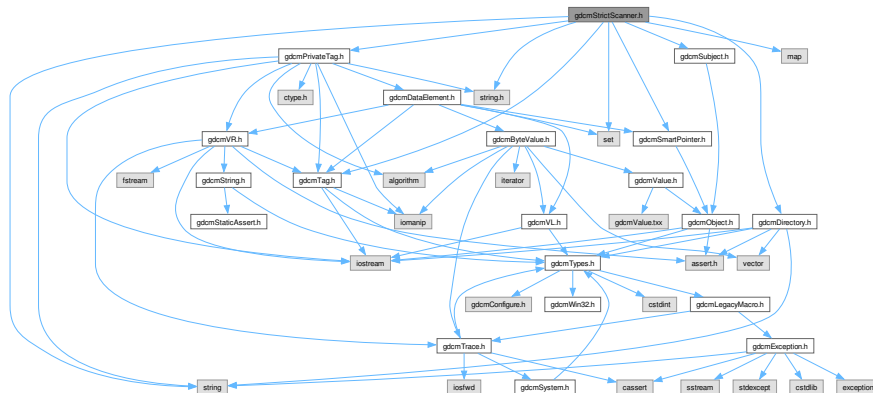 gdcmStrictScanner.h
gdcmPrivateTag.h
gdcmSubject.h
map
ctype.h
gdcmDataElement.h
string.h
gdcmVR.h
gdcmByteValue.h
set
gdcmSmartPointer.h
fstream
gdcmString.h
gdcmTag.h
algorithm
iterator
gdcmValue.h
gdcmStaticAssert.h
iomanip
gdcmVL.h
gdcmValue.txx
gdcmObject.h
gdcmDirectory.h
iostream
gdcmTypes.h
assert.h
vector
gdcmConfigure.h
gdcmWin32.h
cstdint
gdcmLegacyMacro.h
gdcmTrace.h
gdcmException.h
string
iosfwd
gdcmSystem.h
cassert
sstream
stdexcept
cstdlib
exception